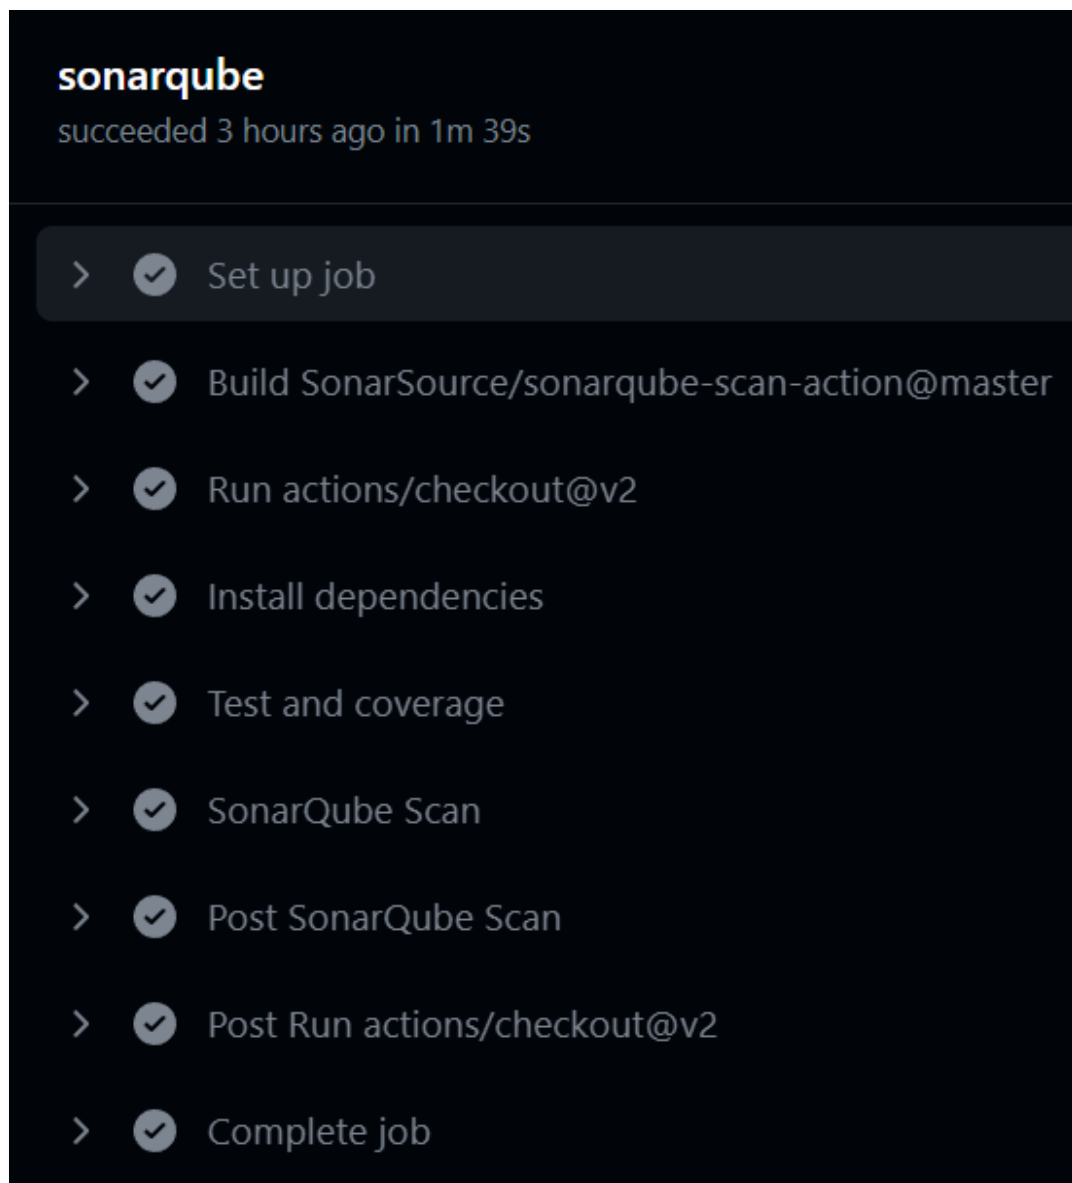 sonarqube
succeeded 3 hours ago in 1m 39s
Set up job
Build SonarSource/sonarqube-scan-action@master
Run actions/checkout@v2
Install dependencies
Test and coverage
SonarQube Scan
Post SonarQube Scan
Post Run actions/checkout@v2
Complete job